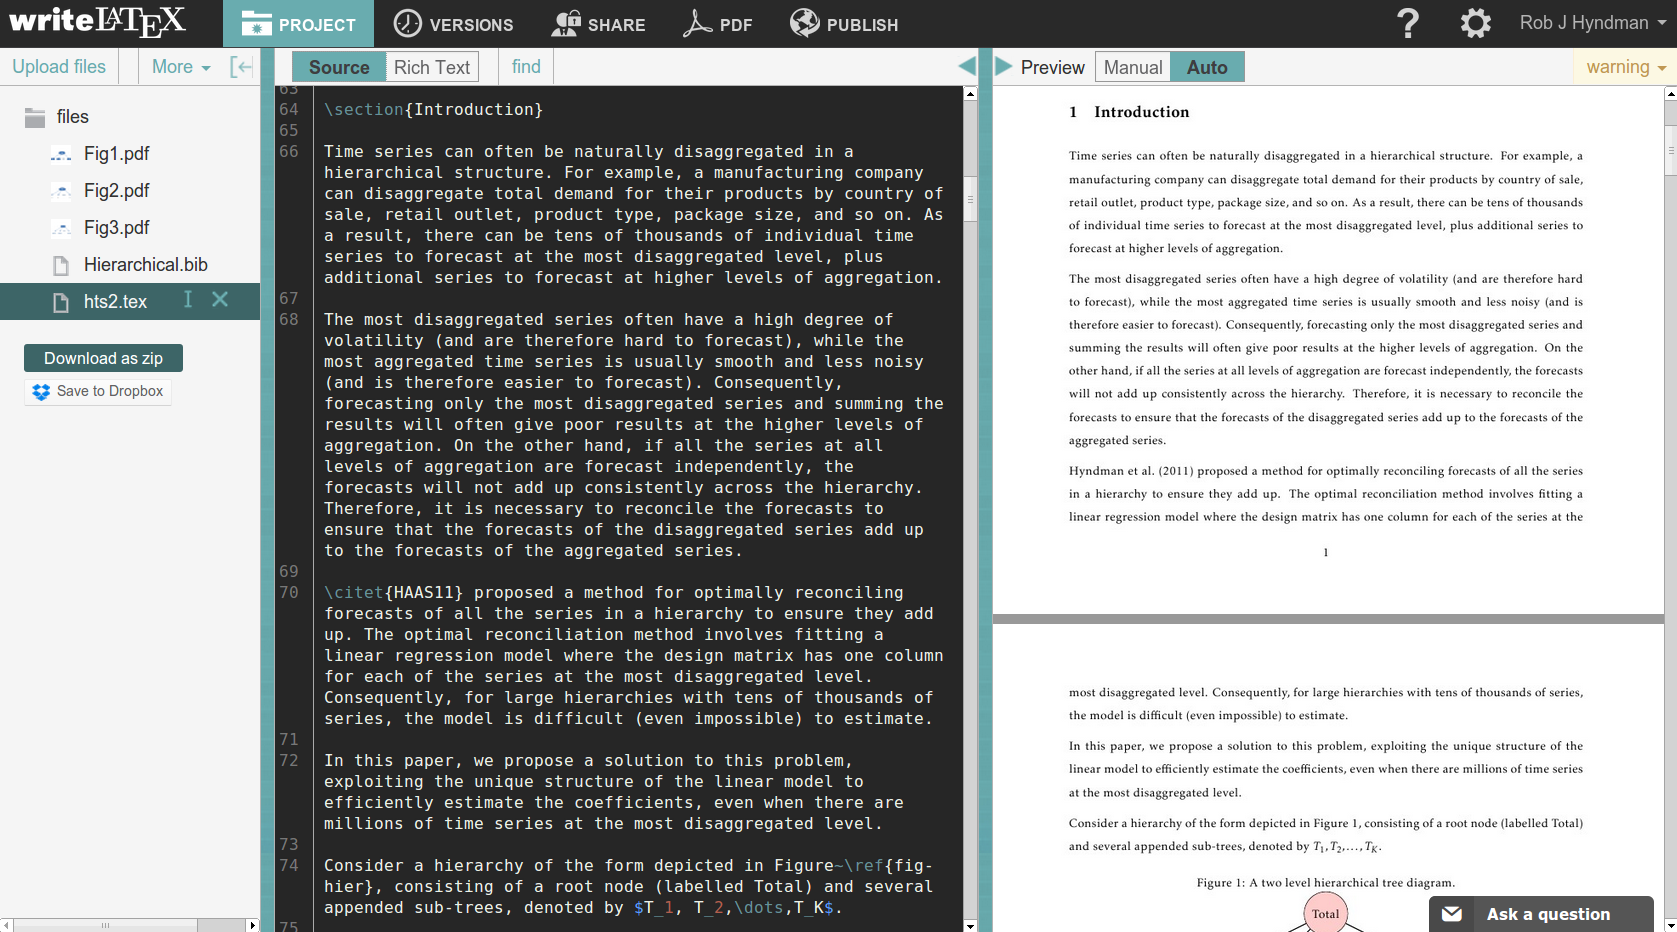 writeLATEX
PROJECT
VERSIONS
SHARE
PDF
PUBLISH
?
Rob J Hyndman
Upload files
More
Source
Rich Text
find
Preview
Manual
Auto
warning
files
Fig1.pdf
Fig2.pdf
Fig3.pdf
Hierarchical.bib
hts2.tex
Download as zip
Save to Dropbox
63
64 \section{Introduction}
65
66 Time series can often be naturally disaggregated in a
hierarchical structure. For example, a manufacturing company
can disaggregate total demand for their products by country of
sale, retail outlet, product type, package size, and so on. As
a result, there can be tens of thousands of individual time
series to forecast at the most disaggregated level, plus
additional series to forecast at higher levels of aggregation.
67
68 The most disaggregated series often have a high degree of
volatility (and are therefore hard to forecast), while the
most aggregated time series is usually smooth and less noisy
(and is therefore easier to forecast). Consequently,
forecasting only the most disaggregated series and summing the
results will often give poor results at the higher levels of
aggregation. On the other hand, if all the series at all
levels of aggregation are forecast independently, the
forecasts will not add up consistently across the hierarchy.
Therefore, it is necessary to reconcile the forecasts to
ensure that the forecasts of the disaggregated series add up
to the forecasts of the aggregated series.
69
70 \citet{HAAS11} proposed a method for optimally reconciling
forecasts of all the series in a hierarchy to ensure they add
up. The optimal reconciliation method involves fitting a
linear regression model where the design matrix has one column
for each of the series at the most disaggregated level.
Consequently, for large hierarchies with tens of thousands of
series, the model is difficult (even impossible) to estimate.
71
72 In this paper, we propose a solution to this problem,
exploiting the unique structure of the linear model to
efficiently estimate the coefficients, even when there are
millions of time series at the most disaggregated level.
73
74 Consider a hierarchy of the form depicted in Figure~\ref{fig-
hier}, consisting of a root node (labelled Total) and several
appended sub-trees, denoted by $T_1, T_2,\dots,T_K$.
75
1 Introduction
Time series can often be naturally disaggregated in a hierarchical structure. For example, a
manufacturing company can disaggregate total demand for their products by country of sale,
retail outlet, product type, package size, and so on. As a result, there can be tens of thousands
of individual time series to forecast at the most disaggregated level, plus additional series to
forecast at higher levels of aggregation.
The most disaggregated series often have a high degree of volatility (and are therefore hard
to forecast), while the most aggregated time series is usually smooth and less noisy (and is
therefore easier to forecast). Consequently, forecasting only the most disaggregated series and
summing the results will often give poor results at the higher levels of aggregation. On the
other hand, if all the series at all levels of aggregation are forecast independently, the forecasts
will not add up consistently across the hierarchy. Therefore, it is necessary to reconcile the
forecasts to ensure that the forecasts of the disaggregated series add up to the forecasts of the
aggregated series.
Hyndman et al. (2011) proposed a method for optimally reconciling forecasts of all the series
in a hierarchy to ensure they add up. The optimal reconciliation method involves fitting a
linear regression model where the design matrix has one column for each of the series at the
1
most disaggregated level. Consequently, for large hierarchies with tens of thousands of series,
the model is difficult (even impossible) to estimate.
In this paper, we propose a solution to this problem, exploiting the unique structure of the
linear model to efficiently estimate the coefficients, even when there are millions of time series
at the most disaggregated level.
Consider a hierarchy of the form depicted in Figure 1, consisting of a root node (labelled Total)
and several appended sub-trees, denoted by T1, T2,..., TK.
Figure 1: A two level hierarchical tree diagram.
Total
Ask a question